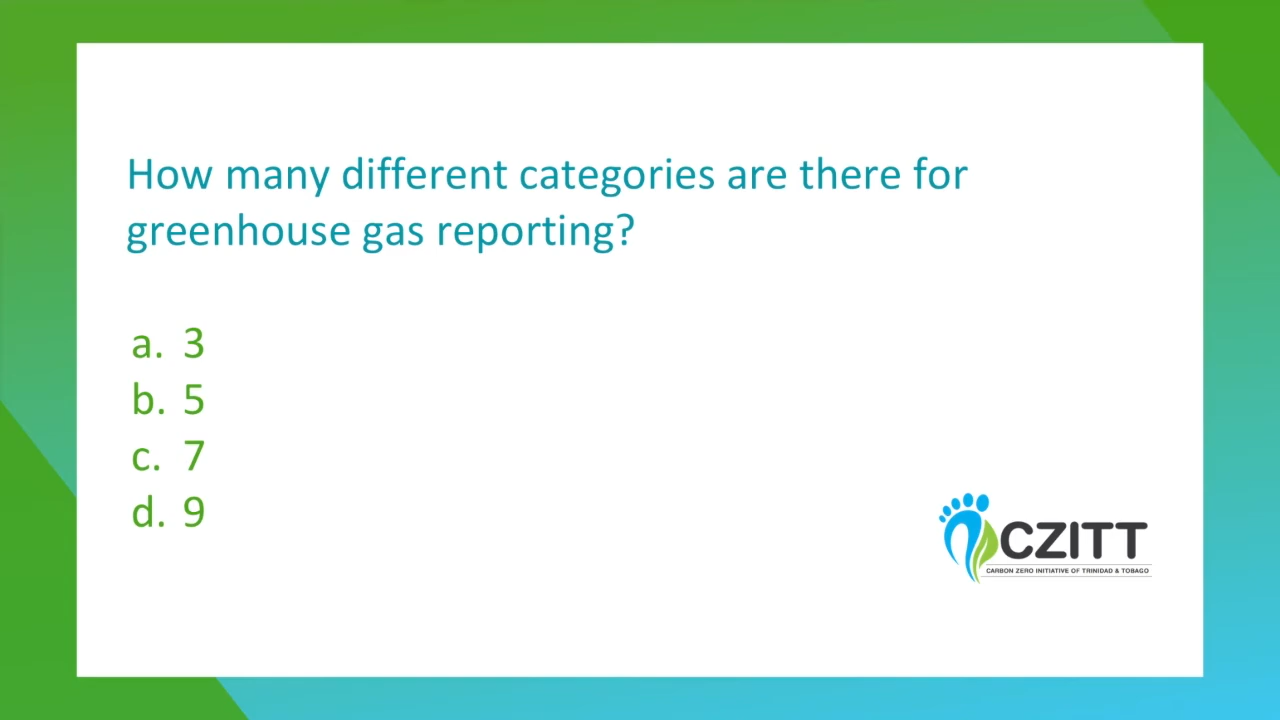 How many different categories are there for
greenhouse gas reporting?
a. 3
b. 5
c. 7
d. 9
CZITT
CARBON ZERO INITIATIVE OF TRINIDAD & TOBAGO